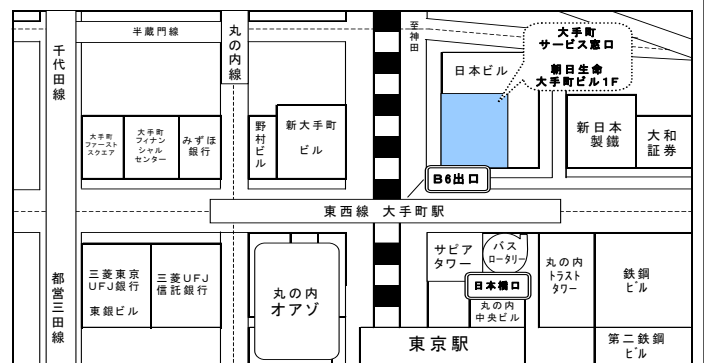 半蔵門線
千代田線
丸の内線
至神田
大手町
サービス窓口
朝日生命
大手町ビル1F
日本ビル
大手町
ファースト
スクエア
大手町
フィナン
シャル
センター
みずほ
銀行
野村ビル
新大手町
ビル
新日本
製鐵
大和
証券
B6出口
東西線 大手町駅
都営三田線
三菱東京
UFJ銀行
東銀ビル
三菱UFJ
信託銀行
丸の内
オアゾ
サピア
タワー
バス
ロータリー
日本橋口
丸の内
中央ビル
丸の内
トラスト
タワー
鉄鋼
ビル
東京駅
第二鉄鋼
ビル